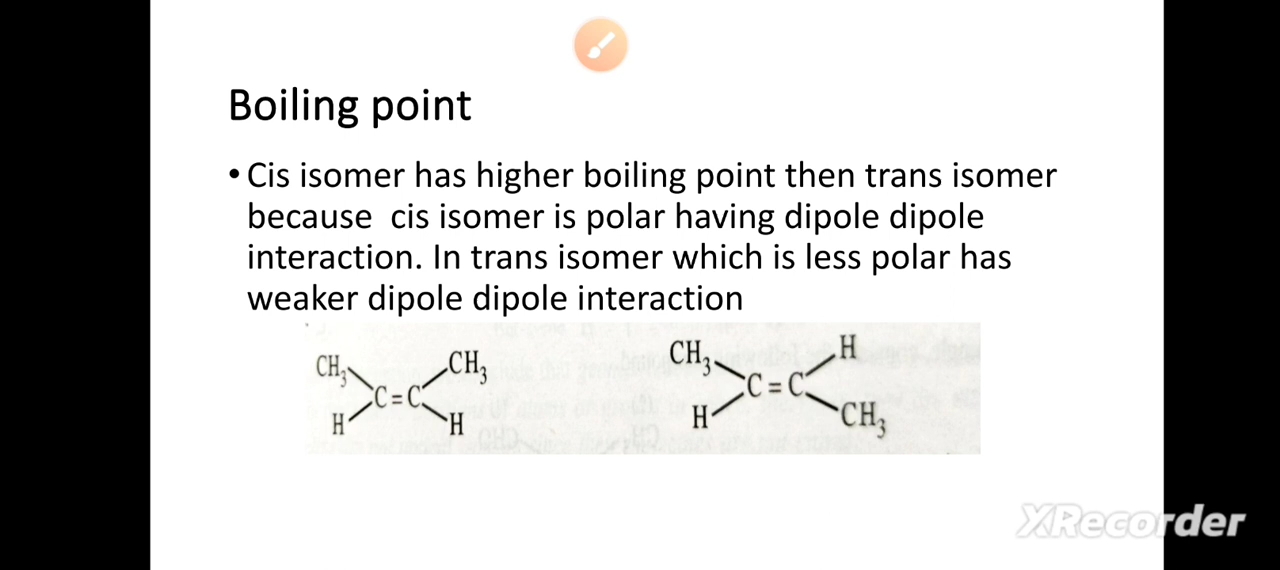 Boiling point
• Cis isomer has higher boiling point then trans isomer
because cis isomer is polar having dipole dipole
interaction. In trans isomer which is less polar has
weaker dipole dipole interaction
CH₃ CH₃ CH₃ H
C=C C=C
H H H CH₃
XRecorder